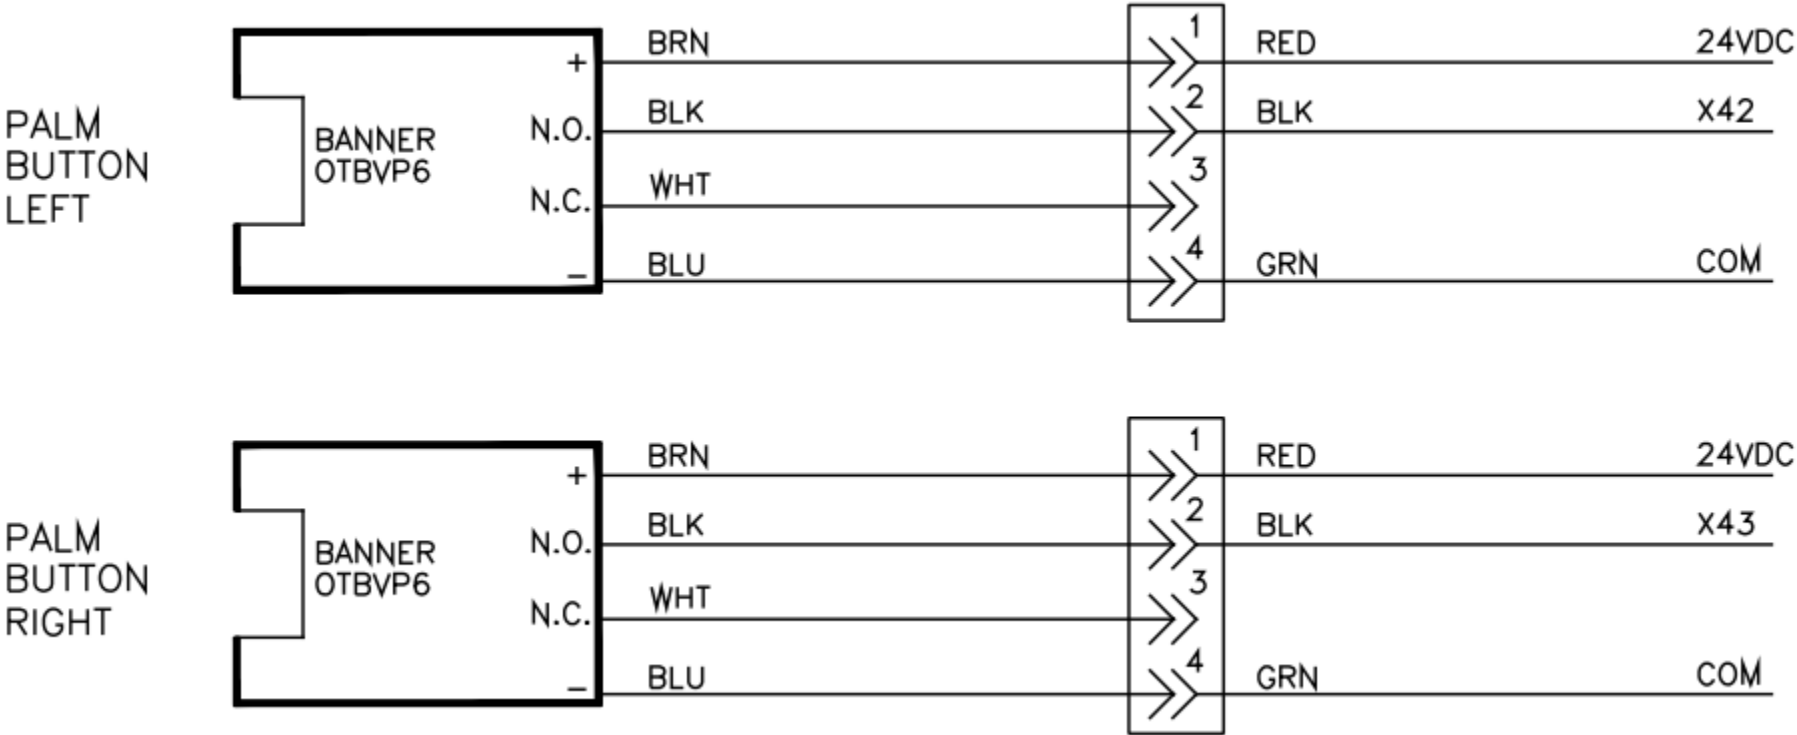 BRN 1 RED 24VDC
+
PALM
BUTTON
LEFT
BANNER
OTBVP6
N.O. BLK 2 BLK X42
N.C. WHT 3
– BLU 4 GRN COM
BRN 1 RED 24VDC
+
PALM
BUTTON
RIGHT
BANNER
OTBVP6
N.O. BLK 2 BLK X43
N.C. WHT 3
– BLU 4 GRN COM